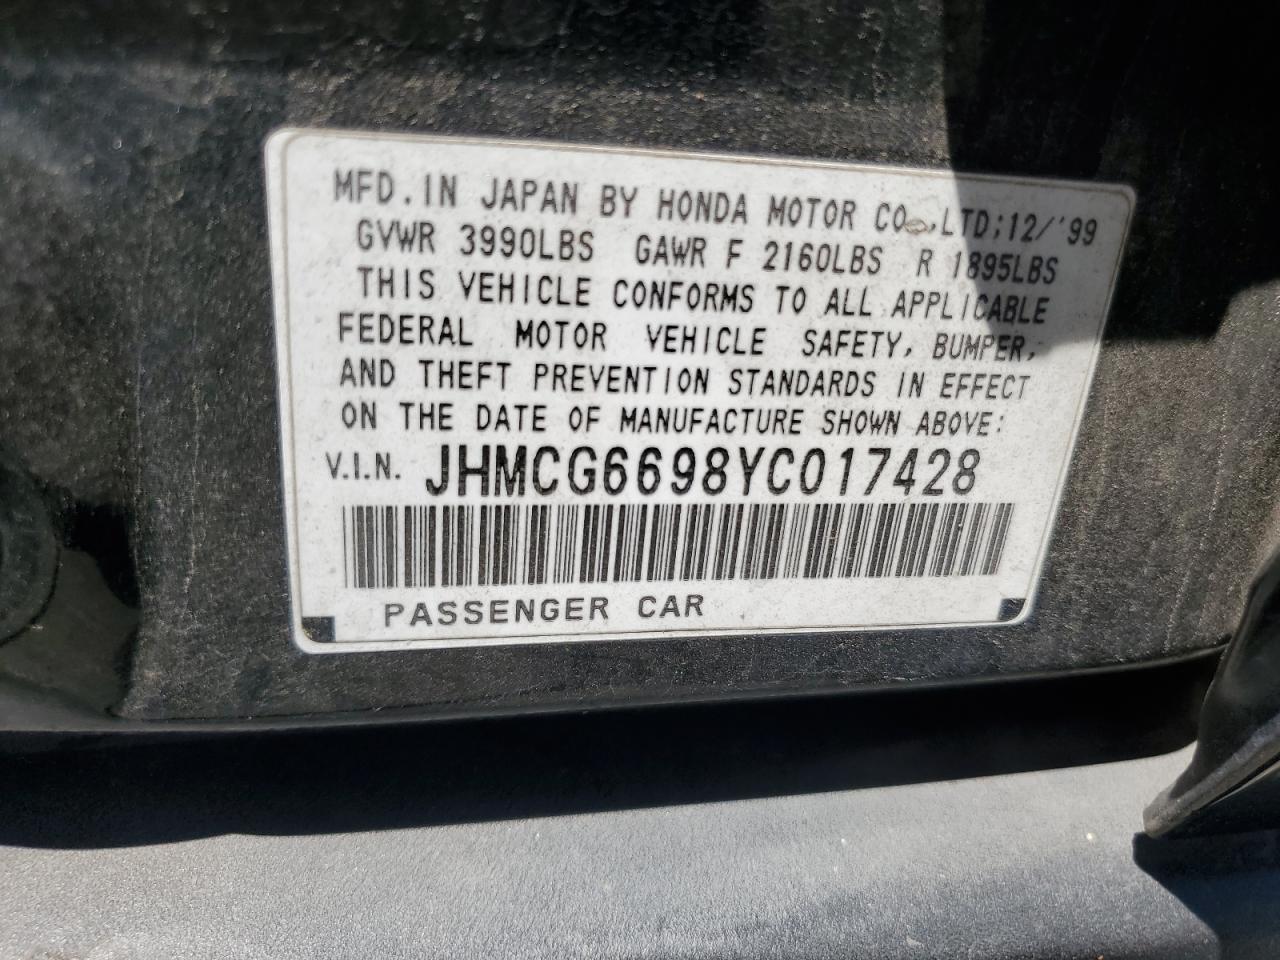 MFD.IN JAPAN BY HONDA MOTOR CO.,LTD;12/'99
GVWR 3990LBS GAWR F 2160LBS R 1895LBS
THIS VEHICLE CONFORMS TO ALL APPLICABLE
FEDERAL MOTOR VEHICLE SAFETY, BUMPER,
AND THEFT PREVENTION STANDARDS IN EFFECT
ON THE DATE OF MANUFACTURE SHOWN ABOVE:
V.I.N. JHMCG6698YC017428
PASSENGER CAR